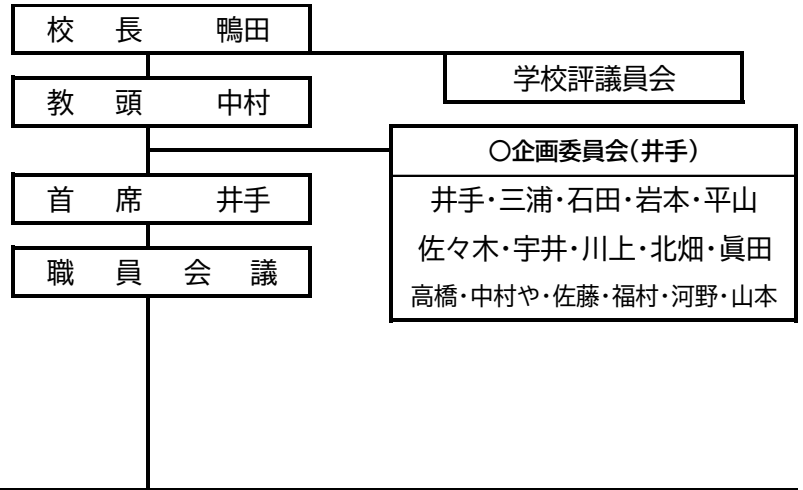 校 長 鴨田
学校評議員会
教 頭 中村
○企画委員会(井手)
首 席 井手
井手・三浦・石田・岩本・平山
佐々木・宇井・川上・北畑・眞田
職 員 会 議
高橋・中村や・佐藤・福村・河野・山本